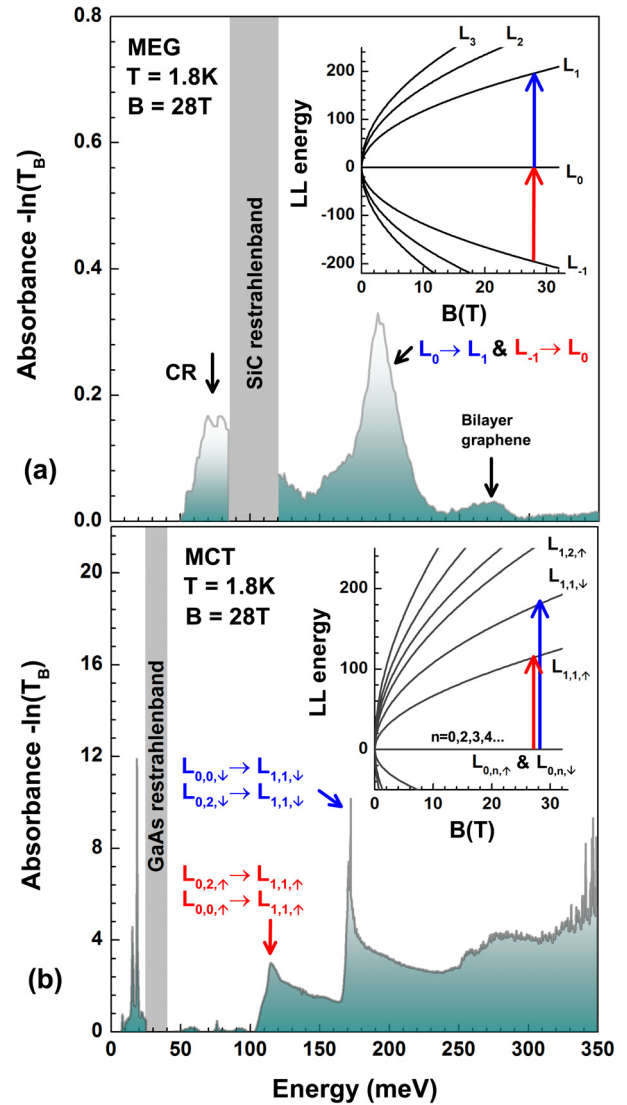 (a)
MEG
T = 1.8K
B = 28T
Absorbance -ln(T_B)
0.8
0.6
0.4
0.2
0.0
SiC restrahlenband
CR
L_0→ L_1 & L_-1→ L_0
Bilayer
graphene
LL energy
200
100
0
-100
-200
0 10 20 30
B(T)
L_3 L_2
L_1
L_0
L_-1
(b)
MCT
T = 1.8K
B = 28T
Absorbance -ln(T_B)
20
16
12
8
4
0
GaAs restrahlenband
L_0,0,↓→ L_1,1,↓
L_0,2,↓→ L_1,1,↓
L_0,2,↑→ L_1,1,↑
L_0,0,↑→ L_1,1,↑
LL energy
200
100
0
0 10 20 30
B(T)
L_1,2,↑
L_1,1,↓
L_1,1,↑
n=0,2,3,4...
L_0,n,↑ & L_0,n,↓
0 50 100 150 200 250 300 350
Energy (meV)